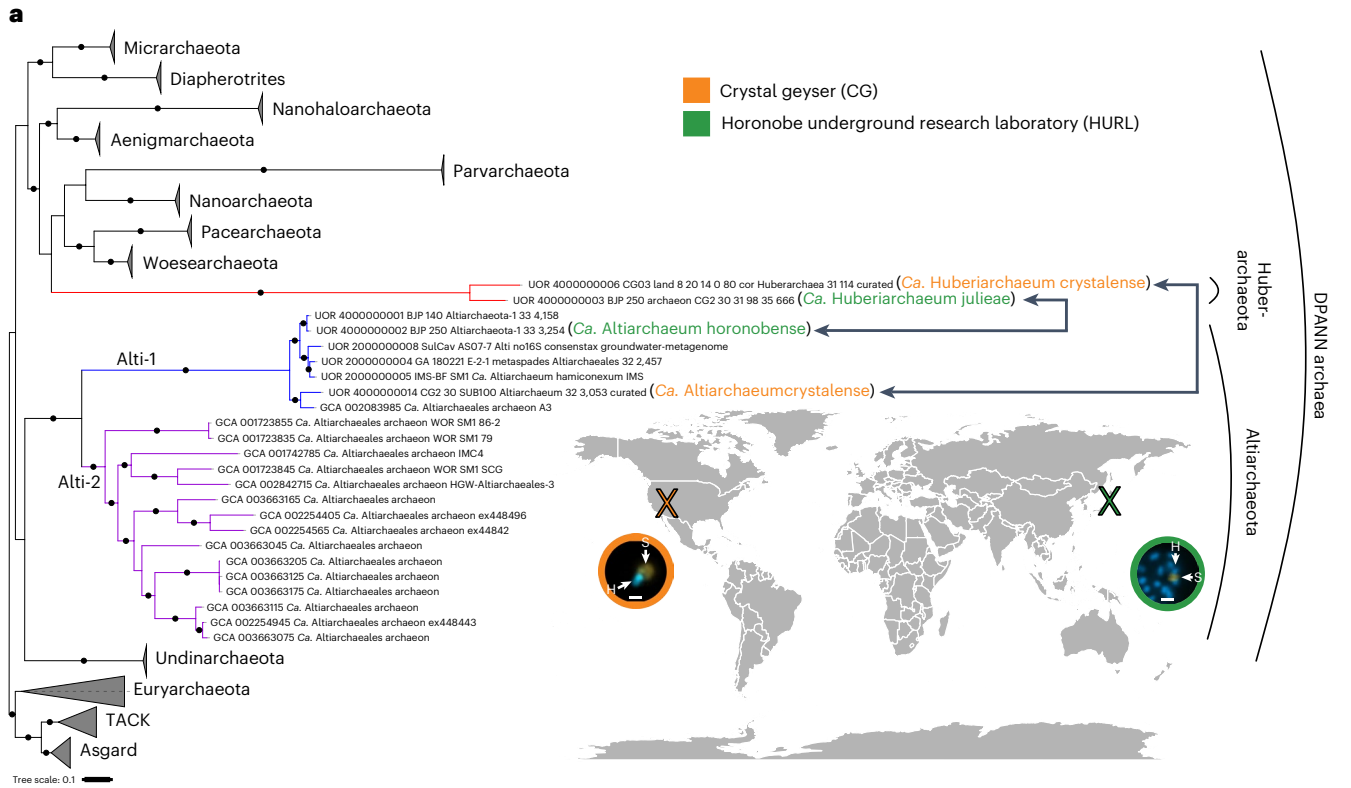 a
Micrarchaeota
Diapherotrites
Nanohaloarchaeota
Aenigmarchaeota
Parvarchaeota
Nanoarchaeota
Pacearchaeota
Woesearchaeota
Crystal geyser (CG)
Horonobe underground research laboratory (HURL)
UOR 4000000006 CG03 land 8 20 14 0 80 cor Huberarchaea 31 114 curated (Ca. Huberiarchaeum crystalense)
UOR 4000000003 BJP 250 archaeon CG2 30 31 98 35 666 (Ca. Huberiarchaeum julieae)
UOR 4000000001 BJP 140 Altiarchaeota-1 33 4,158
UOR 4000000002 BJP 250 Altiarchaeota-1 33 3,254 (Ca. Altiarchaeum horonobense)
UOR 2000000008 SulCav AS07-7 Alti no16S consenstax groundwater-metagenome
Alti-1
UOR 2000000004 GA 180221 E-2-1 metaspades Altiarchaeales 32 2,457
UOR 2000000005 IMS-BF SM1 Ca. Altiarchaeum hamiconexum IMS
UOR 2000000014 CG2 30 SUB100 Altiarchaeum 32 3,053 curated (Ca. Altiarchaeumcrystalense)
GCA 002083985 Ca. Altiarchaeales archaeon A3
GCA 001723855 Ca. Altiarchaeales archaeon WOR SM1 86-2
GCA 001723835 Ca. Altiarchaeales archaeon WOR SM1 79
GCA 001742785 Ca. Altiarchaeales archaeon IMC4
GCA 001723845 Ca. Altiarchaeales archaeon WOR SM1 SCG
Alti-2
GCA 002842715 Ca. Altiarchaeales archaeon HGW-Altiarchaeales-3
GCA 003663165 Ca. Altiarchaeales archaeon
GCA 002254405 Ca. Altiarchaeales archaeon ex448496
GCA 002254565 Ca. Altiarchaeales archaeon ex44842
GCA 003663045 Ca. Altiarchaeales archaeon
GCA 003663205 Ca. Altiarchaeales archaeon
GCA 003663125 Ca. Altiarchaeales archaeon
GCA 003663175 Ca. Altiarchaeales archaeon
GCA 003663115 Ca. Altiarchaeales archaeon
GCA 002254945 Ca. Altiarchaeales archaeon ex448443
GCA 003663075 Ca. Altiarchaeales archaeon
Undinarchaeota
Euryarchaeota
TACK
Asgard
Tree scale: 0.1
X
S
H
X
H
S
Huber-
archaeota
Altiarchaeota
DPANN archaea